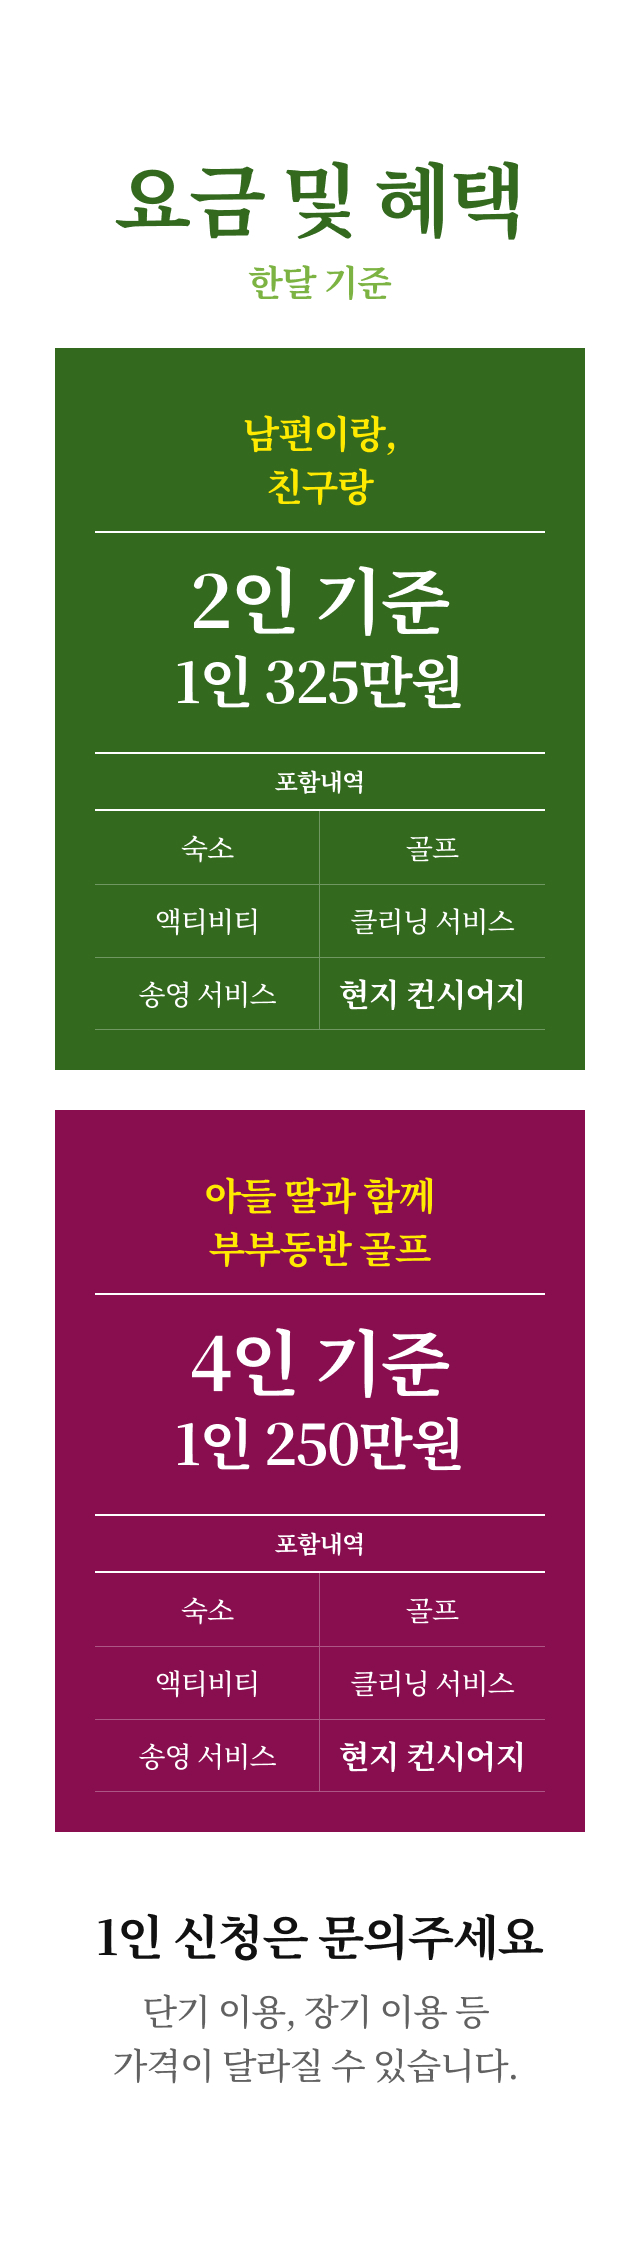 요금 및 혜택
한달 기준
남편이랑,
친구랑
2인 기준
1인 325만원
포함내역
숙소 골프
액티비티 클리닝 서비스
송영 서비스 현지 컨시어지
아들 딸과 함께
부부동반 골프
4인 기준
1인 250만원
포함내역
숙소 골프
액티비티 클리닝 서비스
송영 서비스 현지 컨시어지
1인 신청은 문의주세요
단기 이용, 장기 이용 등
가격이 달라질 수 있습니다.